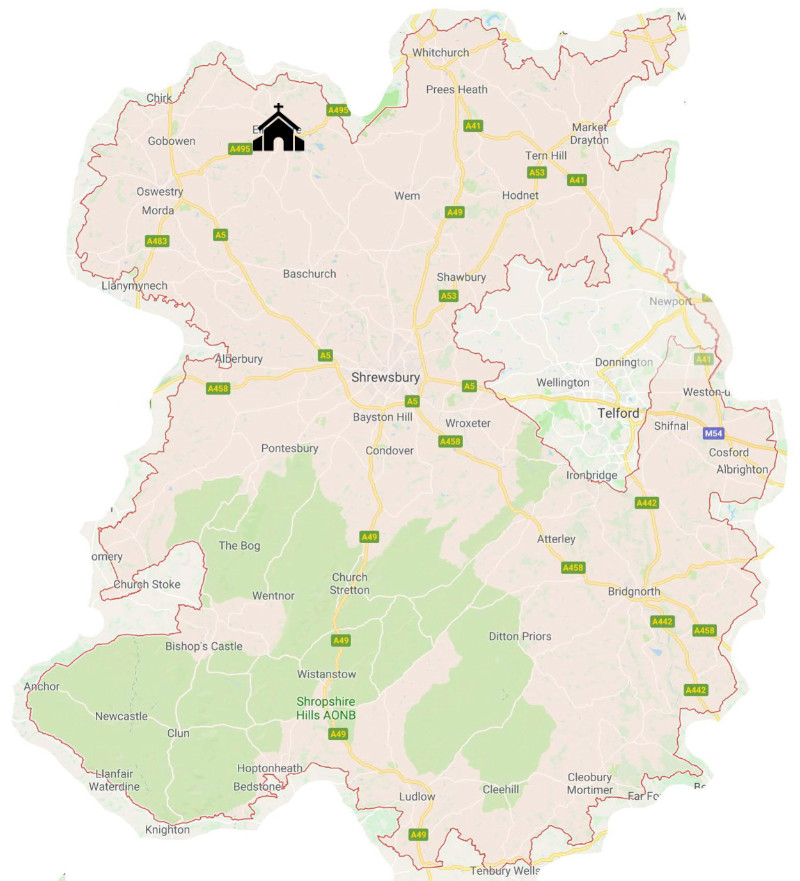 M
Whitchurch
Prees Heath
Chirk
A495
A41
Market
Drayton
Gobowen
A495
Tern Hill
A53
A41
Oswestry
Wem
Hodnet
Morda
A49
A483
A5
Baschurch
Shawbury
Llanymynech
A53
Newport
Alberbury
A5
A41
Donnington
Shrewsbury
Wellington
A458
A5
Weston-u
A5
Bayston Hill
Telford
Wroxeter
Shifnal
M54
A458
Pontesbury
Condover
Cosford
Albrighton
Ironbridge
A442
A49
Atterley
The Bog
omery
A458
Church Stoke
Church
Stretton
Wentnor
Bridgnorth
A442
A458
A49
Ditton Priors
Bishop's Castle
Wistanstow
Anchor
A442
Shropshire
Hills AONB
Newcastle
Clun
A49
Hoptonheath
Llanfair
Waterdine
Bedstone
Cleobury
Mortimer
Cleehill
Ludlow
Far Fo
Knighton
A49
Tenbury Wells